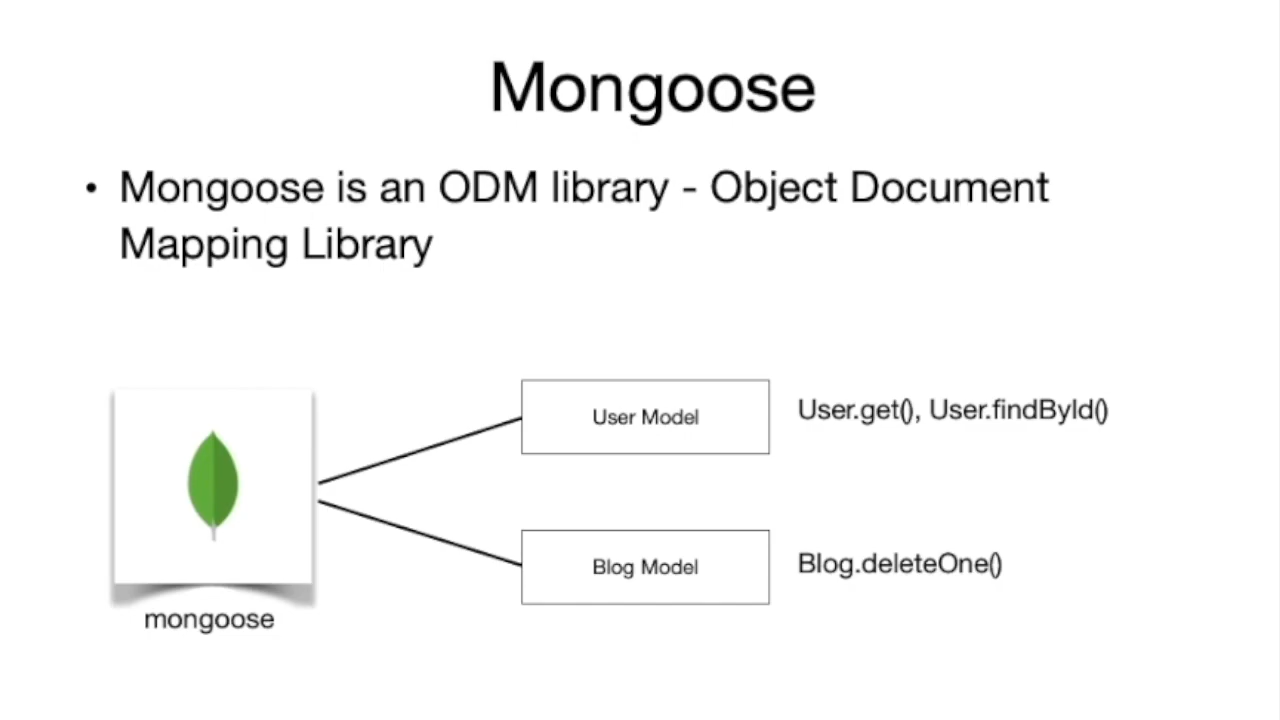 Mongoose
• Mongoose is an ODM library - Object Document
Mapping Library
User Model
User.get(), User.findById()
Blog Model
Blog.deleteOne()
mongoose